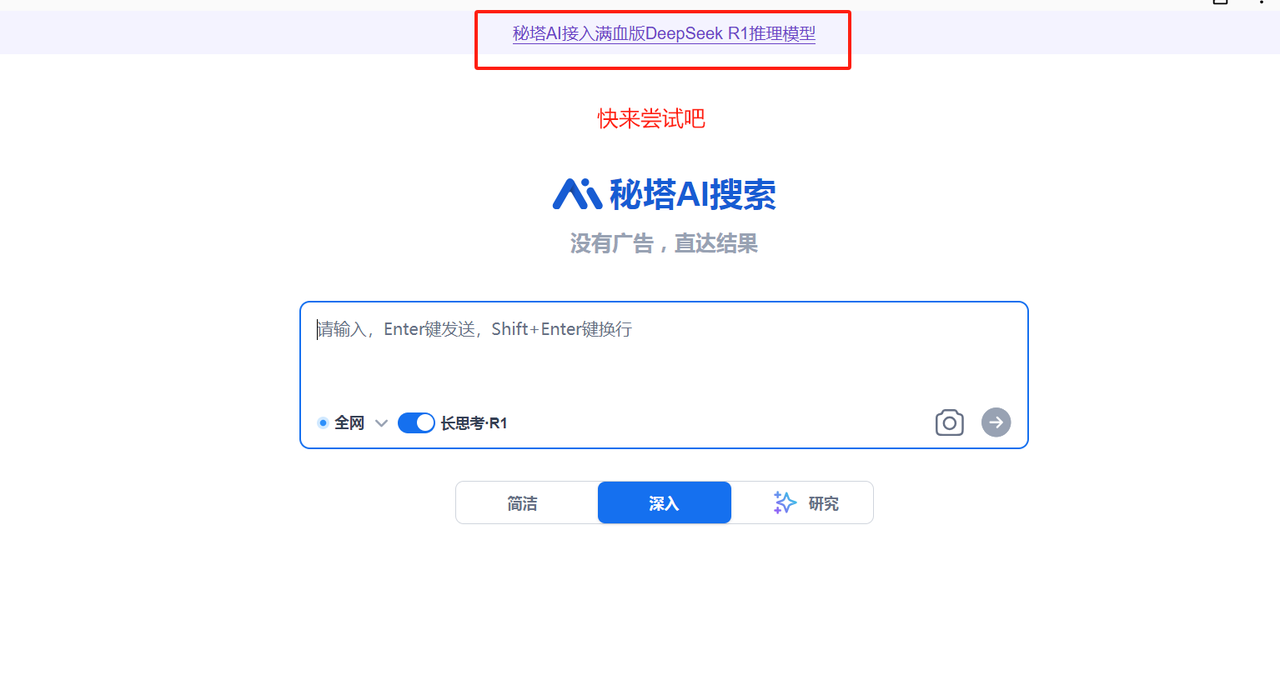 秘塔AI接入满血版DeepSeek R1推理模型
快来尝试吧
秘塔AI搜索
没有广告，直达结果
请输入，Enter键发送，Shift+Enter键换行
全网 长思考·R1
简洁 深入 研究